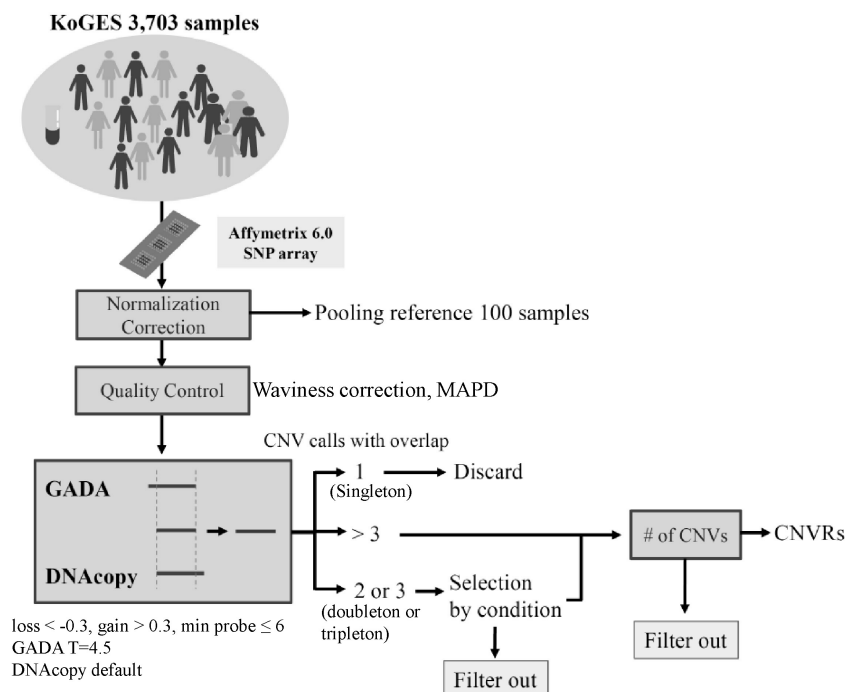 KoGES 3,703 samples
Affymetrix 6.0
SNP array
Normalization
Correction
Pooling reference 100 samples
Quality Control
Waviness correction, MAPD
CNV calls with overlap
GADA
DNAcopy
1
(Singleton)
Discard
> 3
2 or 3
(doubleton or
tripleton)
Selection
by condition
Filter out
# of CNVs
CNVRs
Filter out
loss < -0.3, gain > 0.3, min probe ≤ 6
GADA T=4.5
DNAcopy default